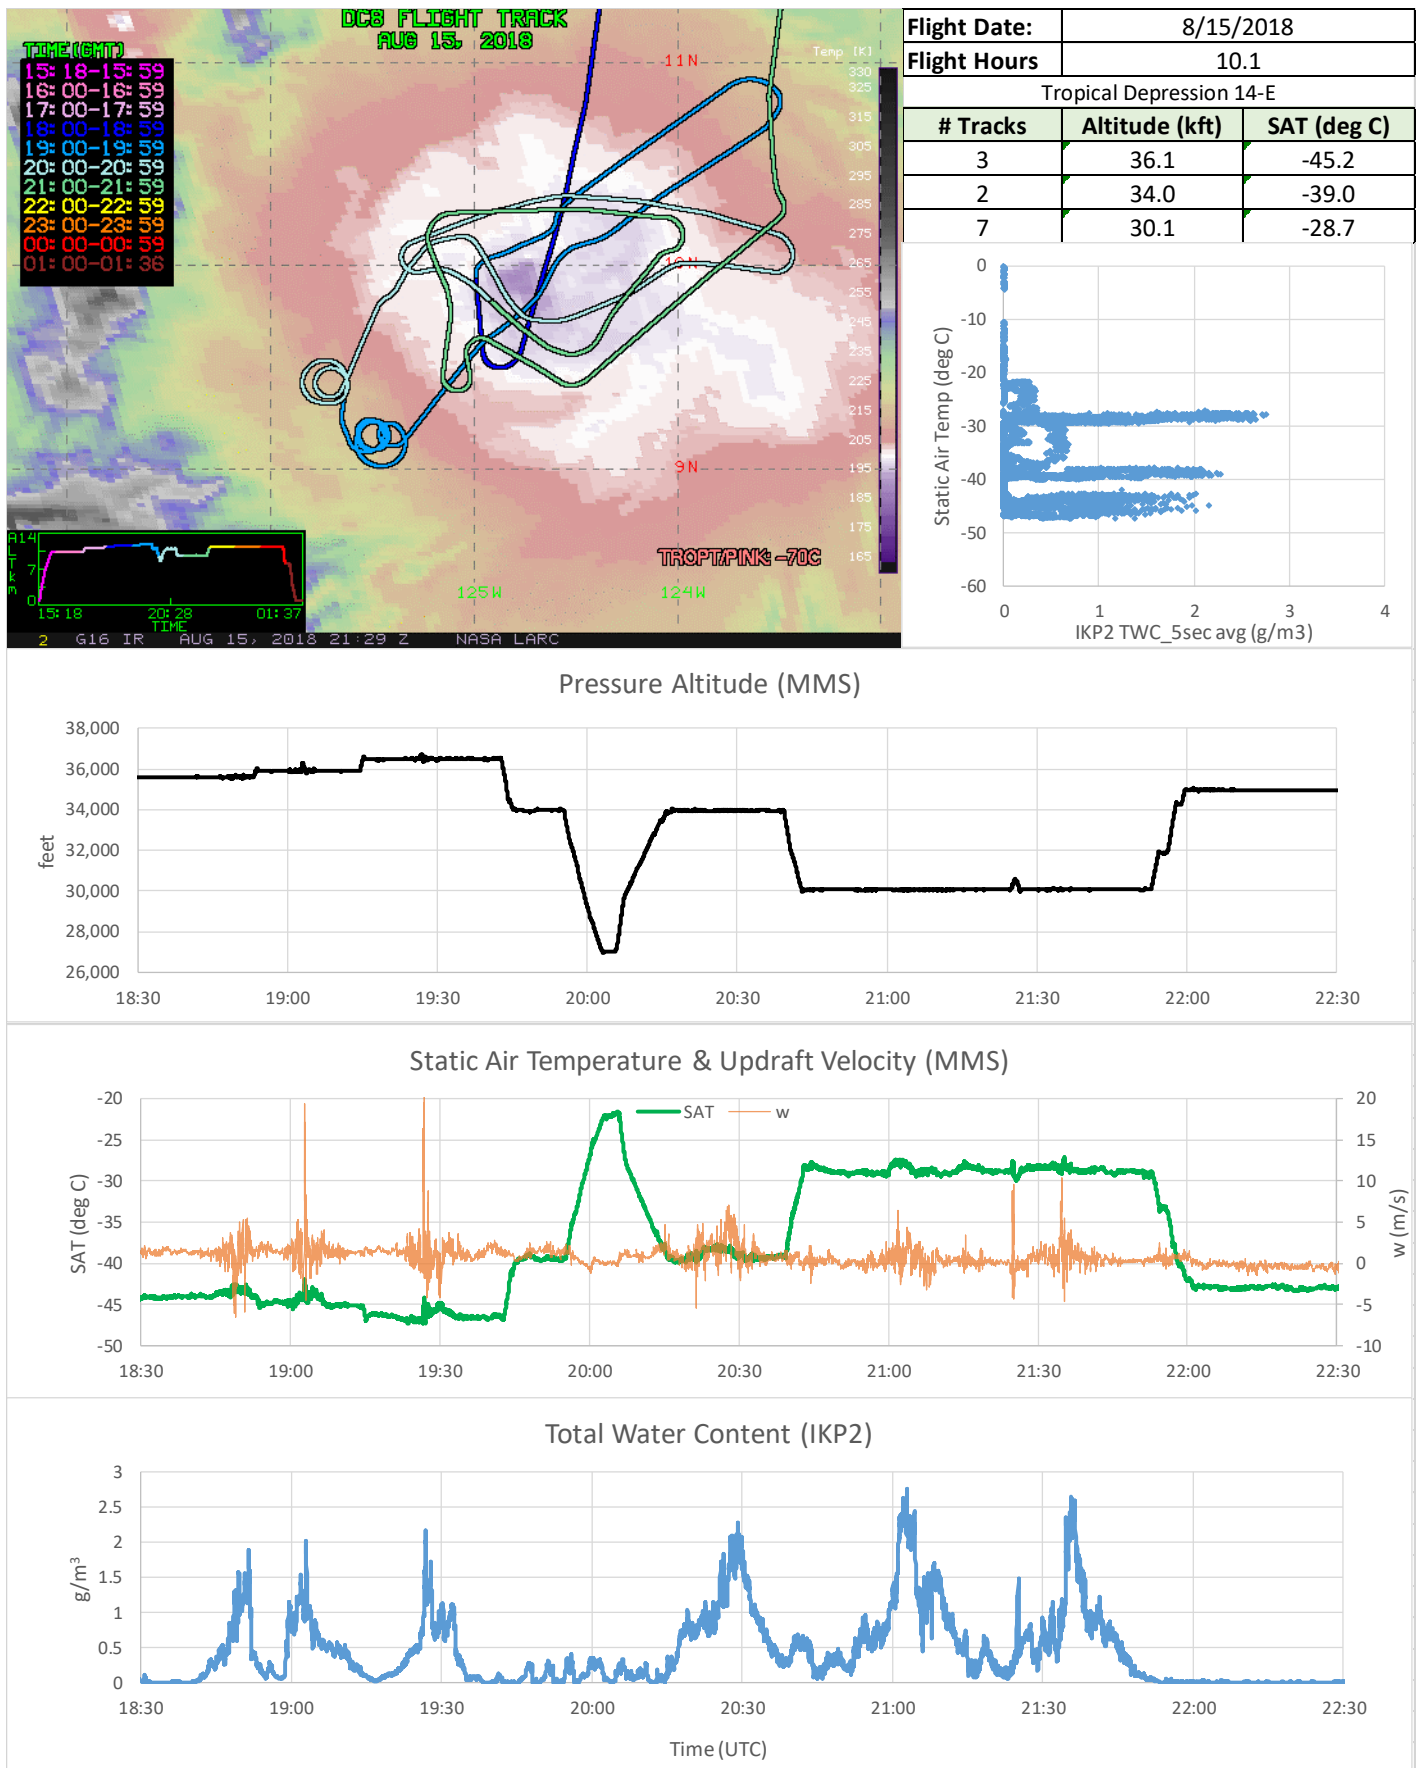 DC8 FLIGHT TRACK
AUG 15, 2018
TIME(GMT)
15:18-15:59
16:00-16:59
17:00-17:59
18:00-18:59
19:00-19:59
20:00-20:59
21:00-21:59
22:00-22:59
23:00-23:59
00:00-00:59
01:00-01:36
Temp [K]
330
325
315
305
295
285
275
265
255
245
235
225
215
205
195
185
175
165
11N
10N
9N
125W
124W
TROPT/PINK: -70C
ALTkm
14
7
0
15:18
20:28
01:37
TIME
2 G16 IR AUG 15, 2018 21:29 Z NASA LARC
Flight Date: 8/15/2018
Flight Hours 10.1
Tropical Depression 14-E
# Tracks Altitude (kft) SAT (deg C)
3 36.1 -45.2
2 34.0 -39.0
7 30.1 -28.7
Static Air Temp (deg C)
0
-10
-20
-30
-40
-50
-60
0 1 2 3 4
IKP2 TWC_5sec avg (g/m3)
Pressure Altitude (MMS)
feet
38,000
36,000
34,000
32,000
30,000
28,000
26,000
18:30 19:00 19:30 20:00 20:30 21:00 21:30 22:00 22:30
Static Air Temperature & Updraft Velocity (MMS)
SAT w
SAT (deg C)
-20
-25
-30
-35
-40
-45
-50
20
15
10
5
0
-5
-10
w (m/s)
18:30 19:00 19:30 20:00 20:30 21:00 21:30 22:00 22:30
Total Water Content (IKP2)
g/m³
3
2.5
2
1.5
1
0.5
0
18:30 19:00 19:30 20:00 20:30 21:00 21:30 22:00 22:30
Time (UTC)